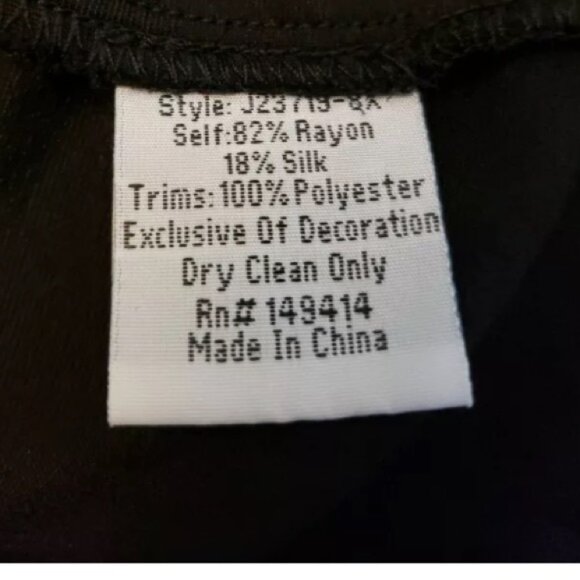 Style:
Self:82% Rayon
18% Silk
Trims:100% Polyester
Exclusive Of Decoration
Dry Clean Only
Rn# 149414
Made In China